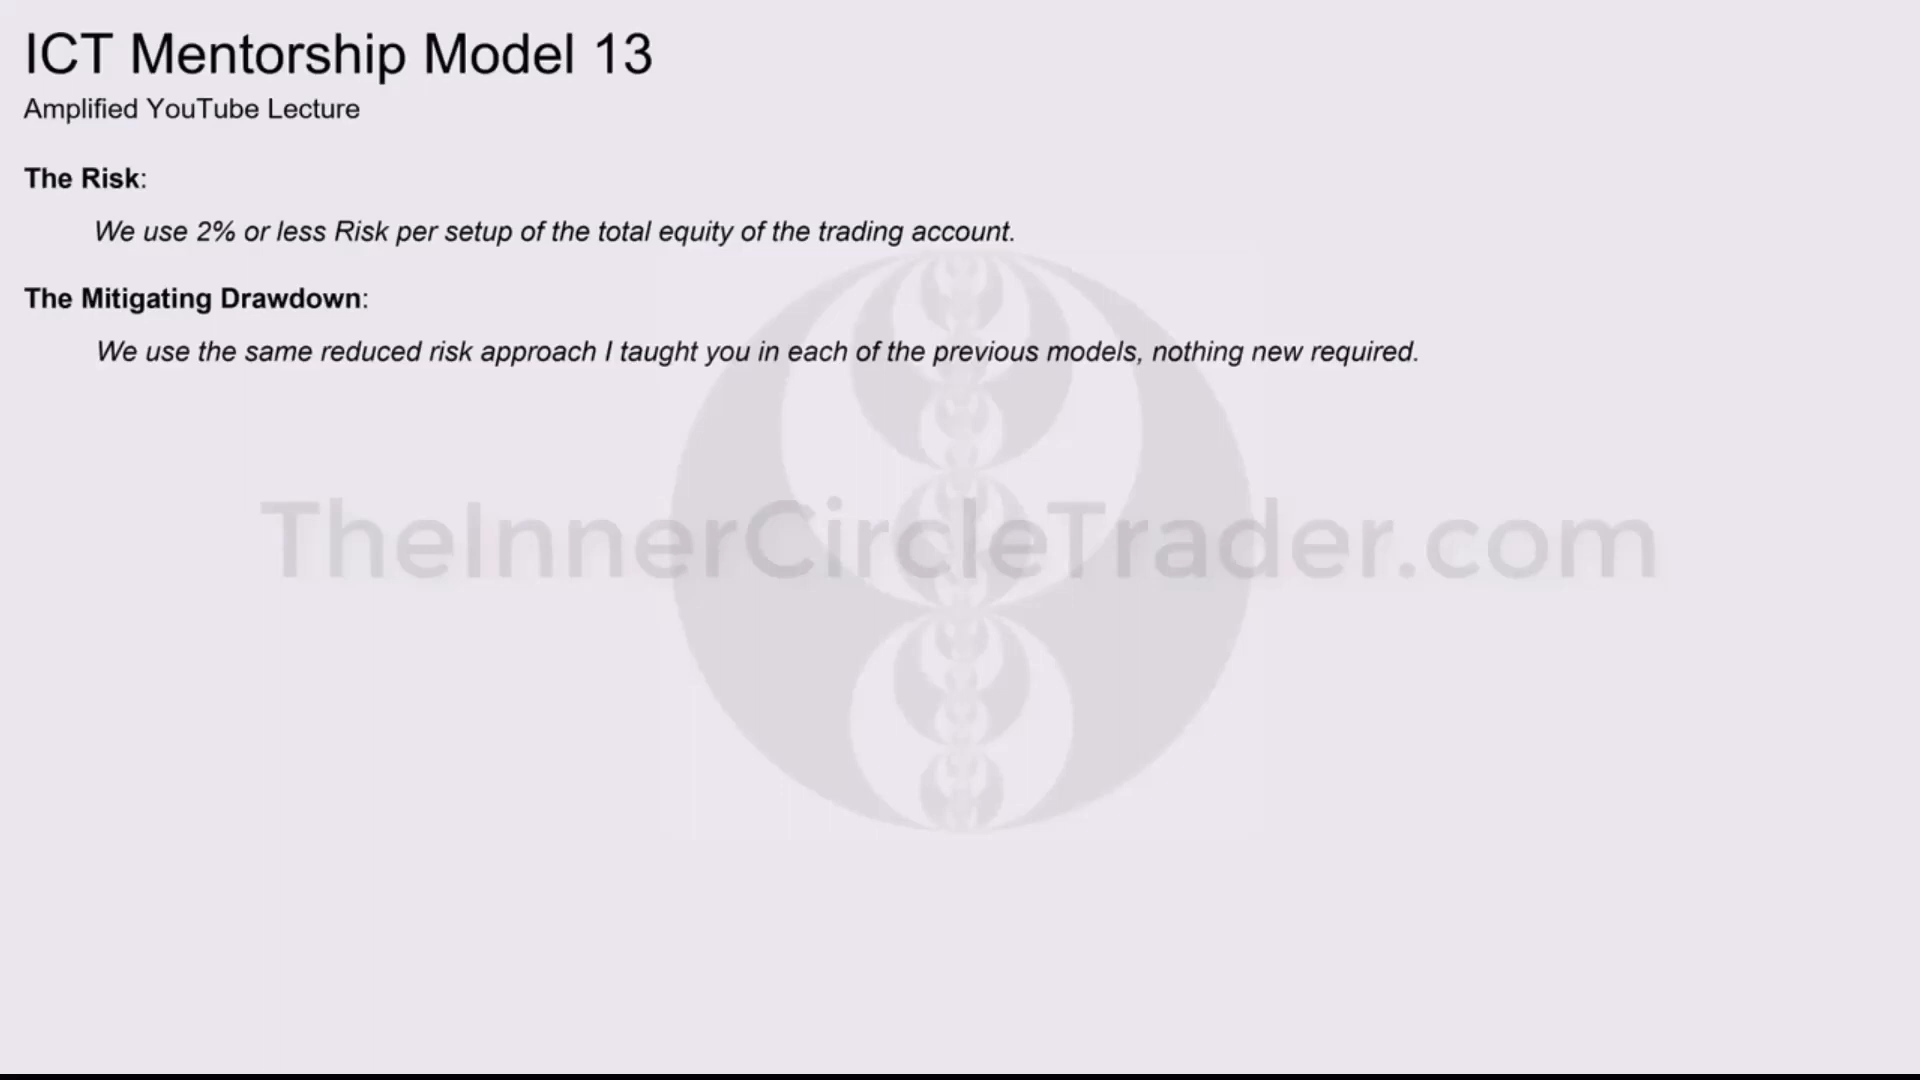 ICT Mentorship Model 13
Amplified YouTube Lecture
The Risk:
We use 2% or less Risk per setup of the total equity of the trading account.
The Mitigating Drawdown:
We use the same reduced risk approach I taught you in each of the previous models, nothing new required.
TheInnerCircleTrader.com